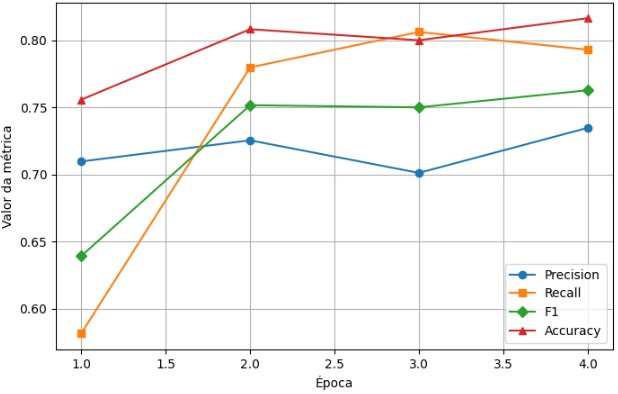 0.80
0.75
0.70
0.65
0.60
Valor da métrica
1.0
1.5
2.0
2.5
3.0
3.5
4.0
Época
Precision
Recall
F1
Accuracy